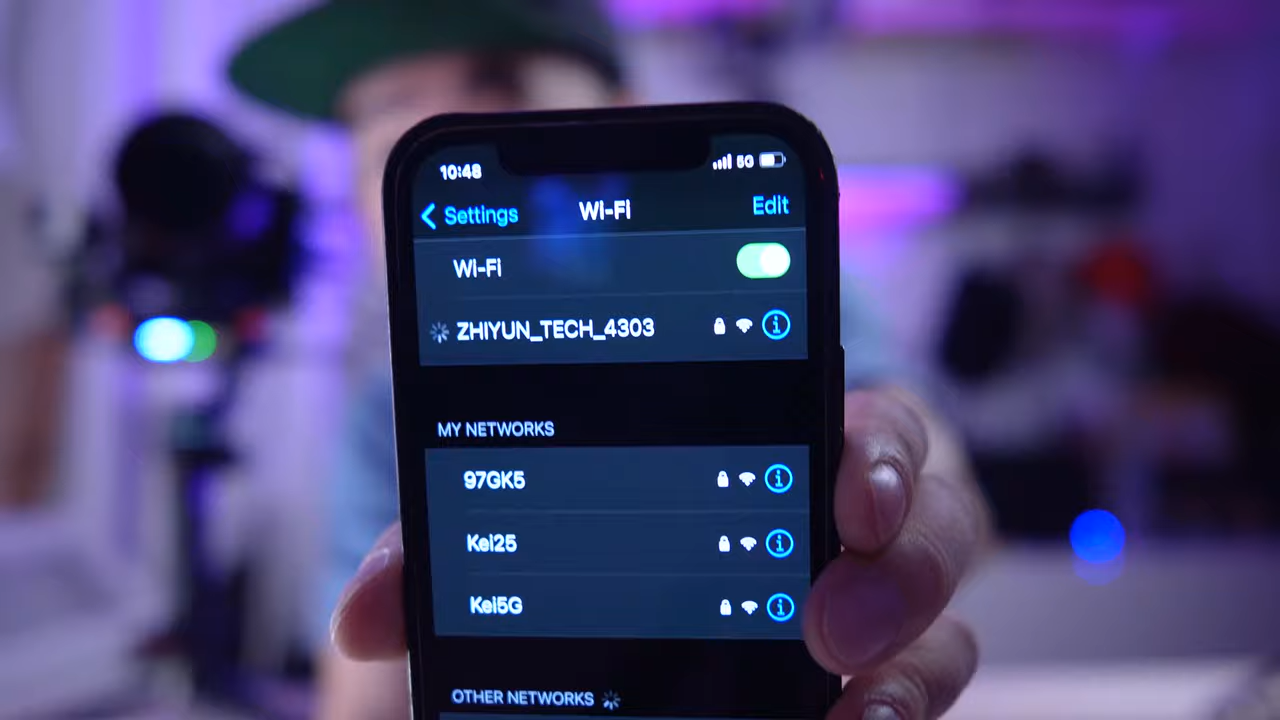 10:48 5G
Settings Wi-Fi Edit
Wi-Fi
ZHIYUN_TECH_4303
MY NETWORKS
97GK5
Kei25
Kei5G
OTHER NETWORKS